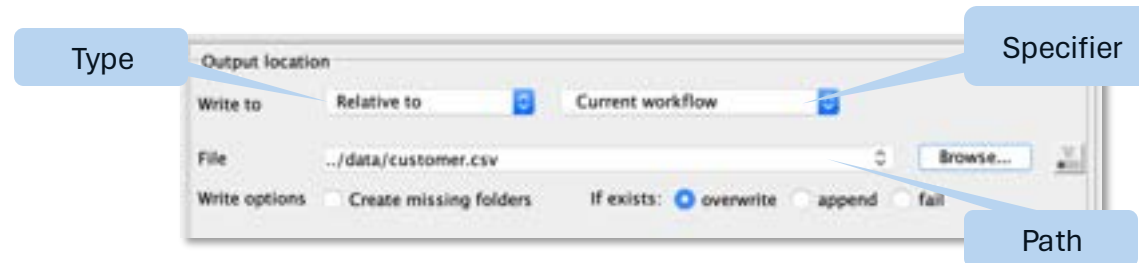 Type
Specifier
Output location
Write to Relative to Current workflow
File ../data/customer.csv Browse...
Write options Create missing folders If exists: overwrite append fail
Path